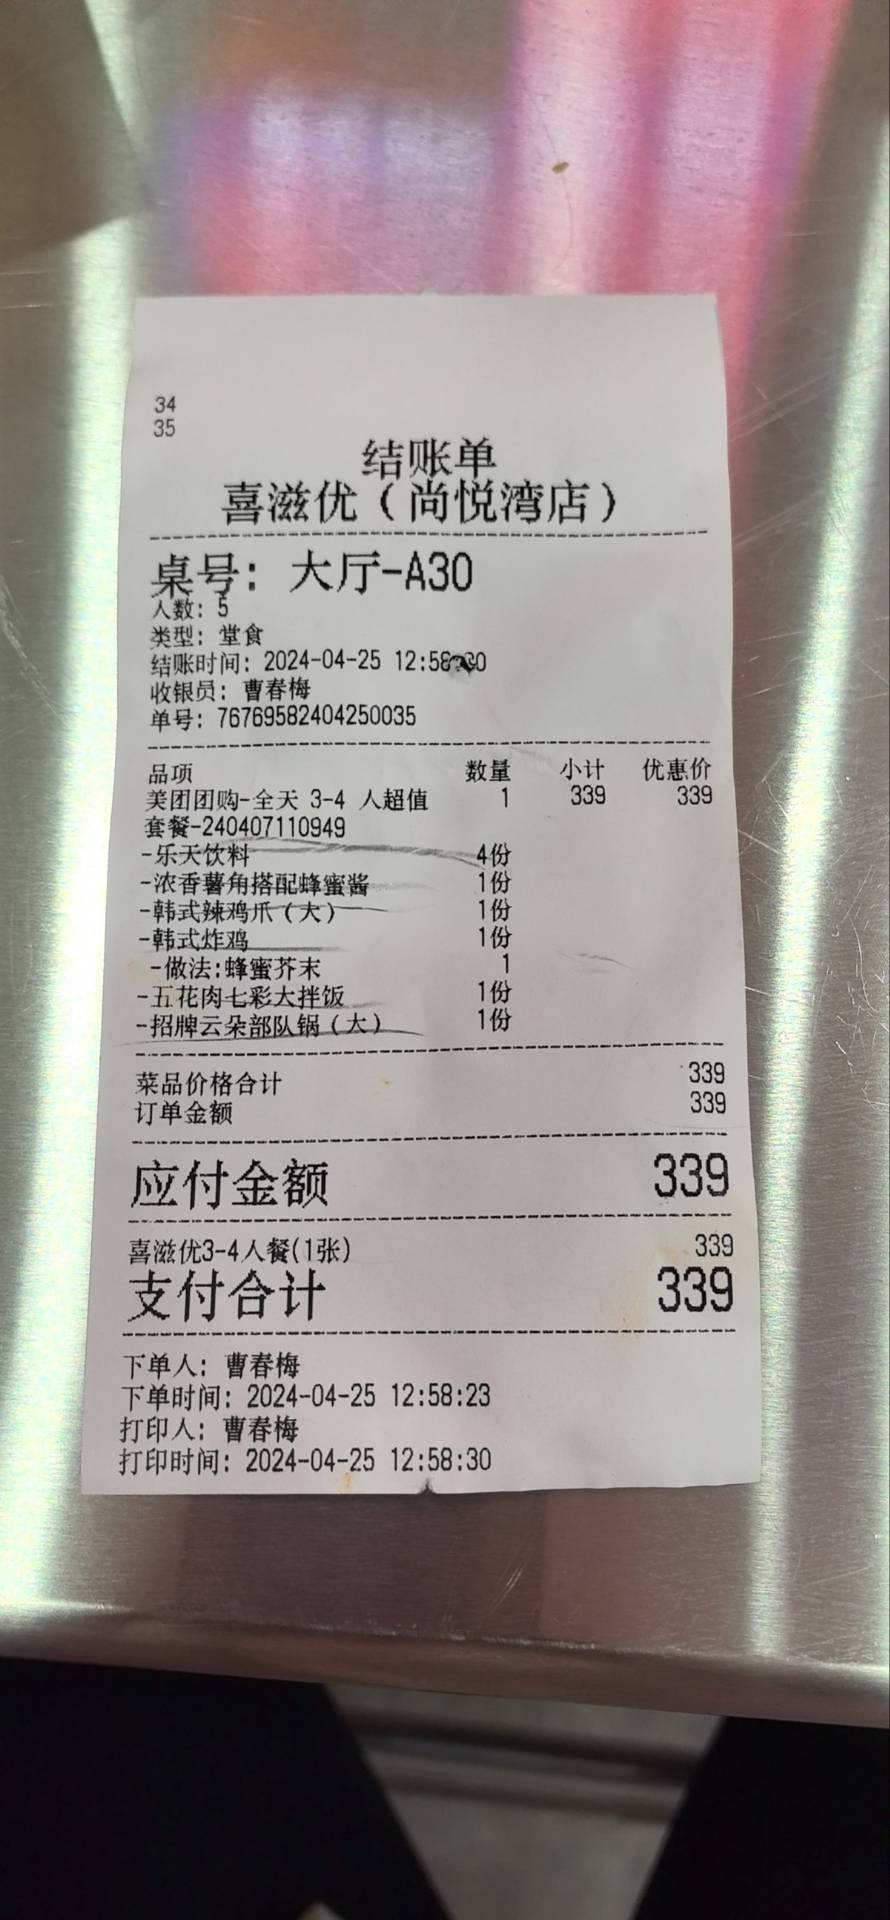 34
35
结账单
喜滋优（尚悦湾店）
桌号: 大厅-A30
人数: 5
类型: 堂食
结账时间: 2024-04-25 12:58:30
收银员: 曹春梅
单号: 76769582404250035
品项 数量 小计 优惠价
美团团购-全天 3-4 人超值 1 339 339
套餐-240407110949
-乐天饮料 4份
-浓香薯角搭配蜂蜜酱 1份
-韩式辣鸡爪（大） 1份
-韩式炸鸡 1份
-做法:蜂蜜芥末 1
-五花肉七彩大拌饭 1份
-招牌云朵部队锅（大） 1份
菜品价格合计 339
订单金额 339
应付金额 339
喜滋优3-4人餐(1张) 339
支付合计 339
下单人: 曹春梅
下单时间: 2024-04-25 12:58:23
打印人: 曹春梅
打印时间: 2024-04-25 12:58:30